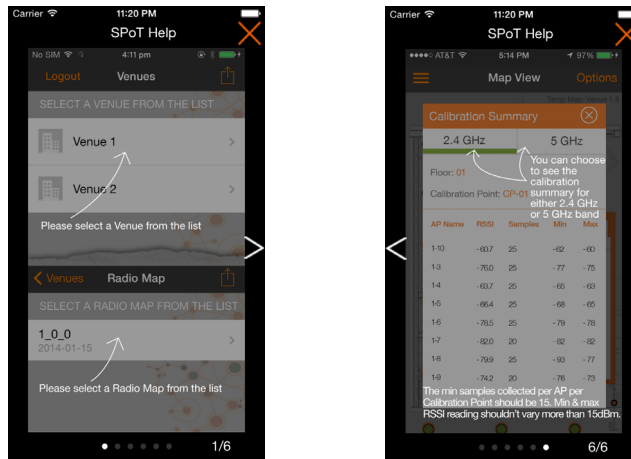 Carrier 11:20 PM
SPoT Help
No SIM 4:11 pm
Logout Venues
SELECT A VENUE FROM THE LIST
Venue 1
Venue 2
Please select a Venue from the list
Venues Radio Map
SELECT A RADIO MAP FROM THE LIST
1_0_0
2014-01-15
Please select a Radio Map from the list
1/6
Carrier 11:20 PM
SPoT Help
AT&T 5:14 PM 97%
Map View Options
Temp Map: Venue 1.1
Calibration Summary
2.4 GHz 5 GHz
You can choose
to see the
calibration
summary for
either 2.4 GHz
or 5 GHz band
Floor: 01
Calibration Point: CP-01
AP Name RSSI Samples Min Max
1-10 -60.7 25 -62 -60
1-3 -76.0 25 -77 -75
1-4 -63.7 25 -65 -63
1-5 -66.4 25 -68 -65
1-6 -78.5 25 -79 -78
1-7 -82.0 20 -82 -82
1-8 -79.9 25 -93 -77
1-9 -74.2 20 -76 -73
The min samples collected per AP per
Calibration Point should be 15. Min & max
RSSI reading shouldn't vary more than 15dBm.
6/6